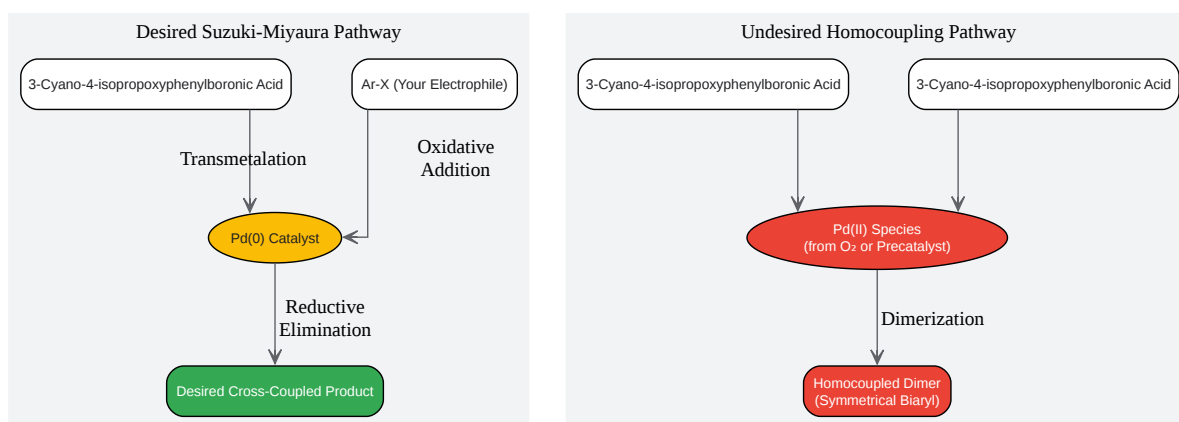 Desired Suzuki-Miyaura Pathway
3-Cyano-4-isopropoxyphenylboronic Acid
Ar-X (Your Electrophile)
Transmetalation
Oxidative
Addition
Pd(0) Catalyst
Reductive
Elimination
Desired Cross-Coupled Product
Undesired Homocoupling Pathway
3-Cyano-4-isopropoxyphenylboronic Acid
3-Cyano-4-isopropoxyphenylboronic Acid
Pd(II) Species
(from O₂ or Precatalyst)
Dimerization
Homocoupled Dimer
(Symmetrical Biaryl)